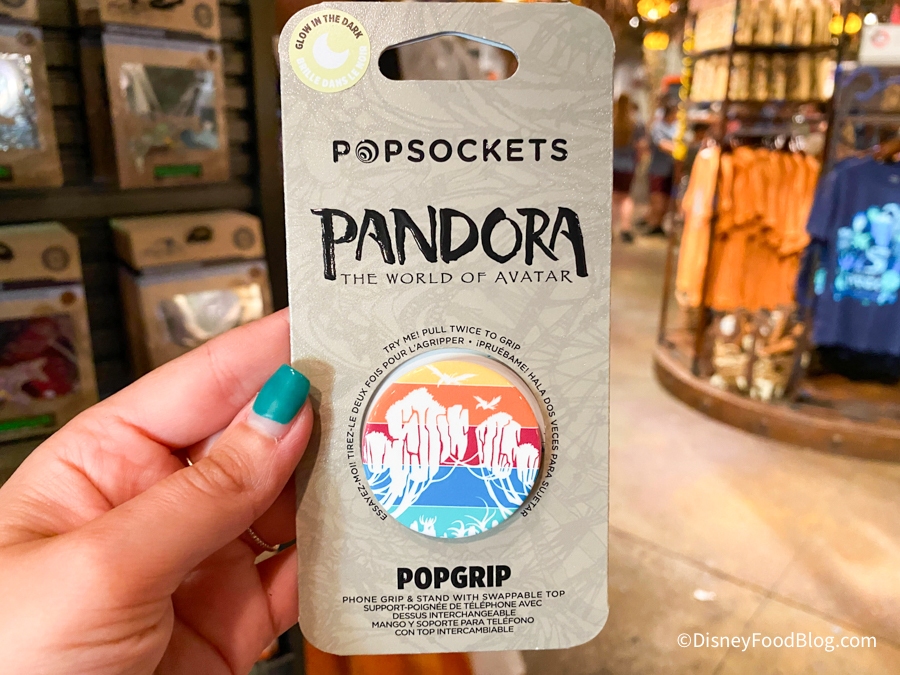 GLOW IN THE DARK
BRILLE DANS LE NOIR
POPSOCKETS
PANDORA
THE WORLD OF AVATAR
TRY ME! PULL TWICE TO GRIP
ESSAYEZ-MOI! TIREZ-LE DEUX FOIS POUR L'AGRIPPER • ¡PRUÉBAME! HALA DOS VECES PARA SUJETAR
POPGRIP
PHONE GRIP & STAND WITH SWAPPABLE TOP
SUPPORT-POIGNÉE DE TÉLÉPHONE AVEC
DESSUS INTERCHANGEABLE
MANGO Y SOPORTE PARA TELÉFONO
CON TOP INTERCAMBIABLE
©DisneyFoodBlog.com